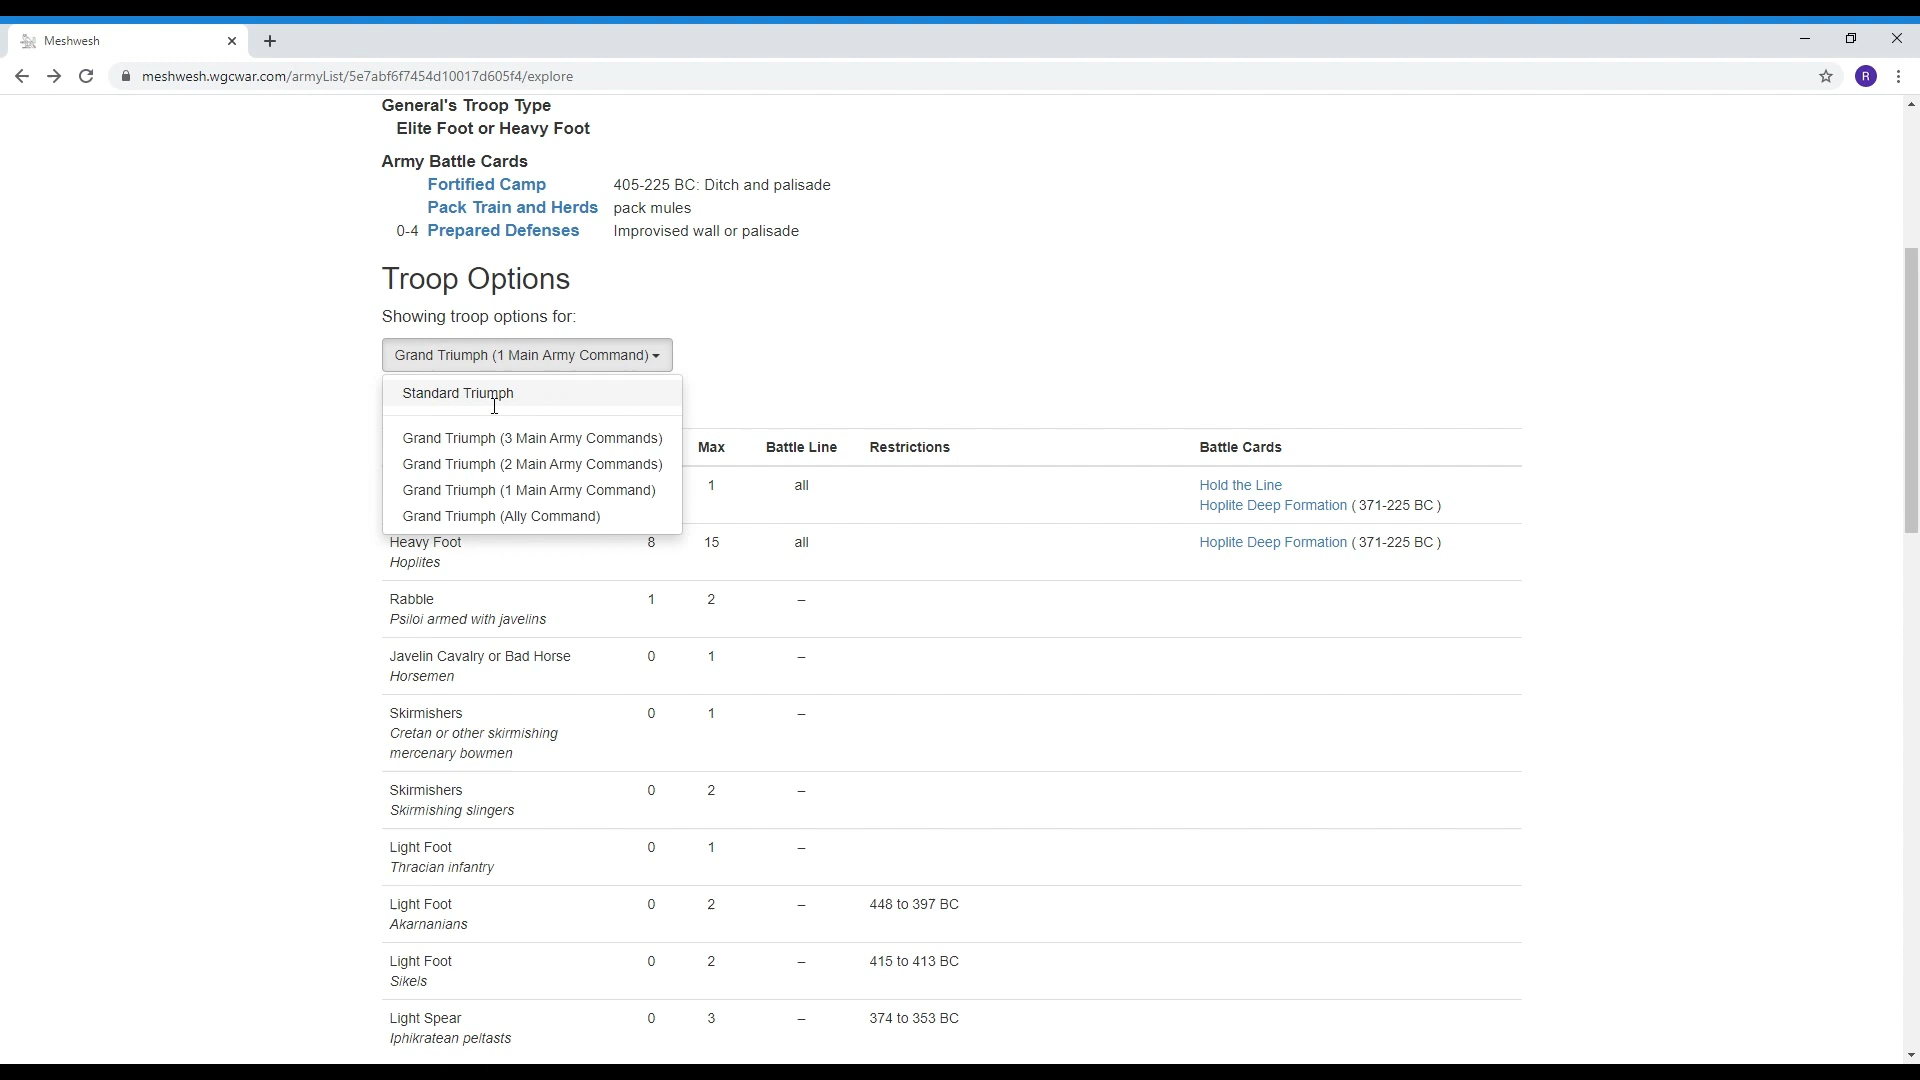 Meshwesh
meshwesh.wgcwar.com/armyList/5e7abf6f7454d10017d605f4/explore
R
General's Troop Type
Elite Foot or Heavy Foot
Army Battle Cards
Fortified Camp 405-225 BC: Ditch and palisade
Pack Train and Herds pack mules
0-4 Prepared Defenses Improvised wall or palisade
Troop Options
Showing troop options for:
Grand Triumph (1 Main Army Command)
Standard Triumph
Grand Triumph (3 Main Army Commands)
Grand Triumph (2 Main Army Commands)
Grand Triumph (1 Main Army Command)
Grand Triumph (Ally Command)
Max Battle Line Restrictions Battle Cards
1 all Hold the Line
Hoplite Deep Formation ( 371-225 BC )
Heavy Foot 8 15 all Hoplite Deep Formation ( 371-225 BC )
Hoplites
Rabble 1 2 –
Psiloi armed with javelins
Javelin Cavalry or Bad Horse 0 1 –
Horsemen
Skirmishers 0 1 –
Cretan or other skirmishing
mercenary bowmen
Skirmishers 0 2 –
Skirmishing slingers
Light Foot 0 1 –
Thracian infantry
Light Foot 0 2 – 448 to 397 BC
Akarnanians
Light Foot 0 2 – 415 to 413 BC
Sikels
Light Spear 0 3 – 374 to 353 BC
Iphikratean peltasts